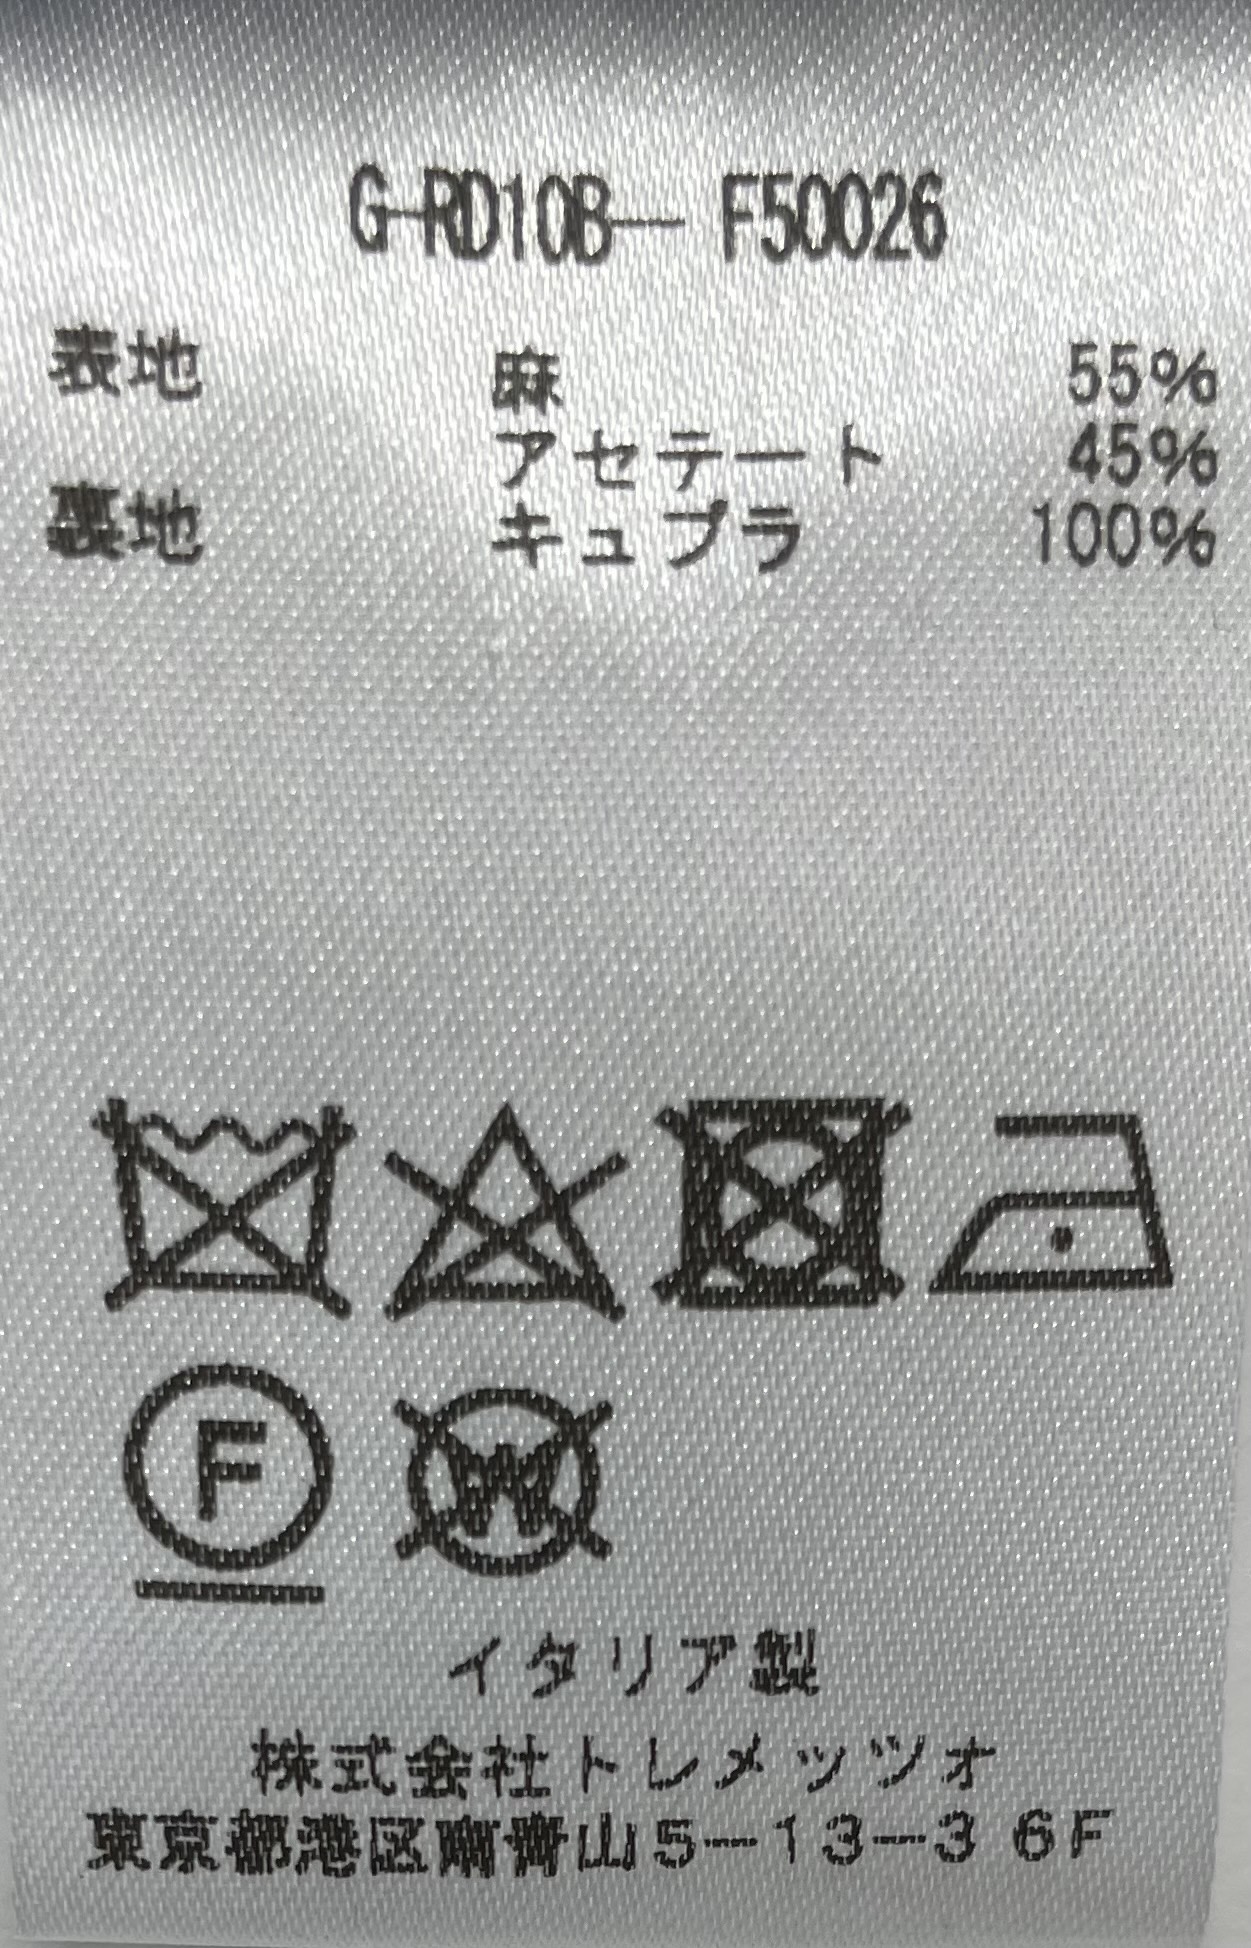 G-RD10B― F50026
表地 麻 55%
アセテート 45%
裏地 キュプラ 100%
F
W
イタリア製
株式会社トレメッツォ
東京都港区南青山5―13―3 6F